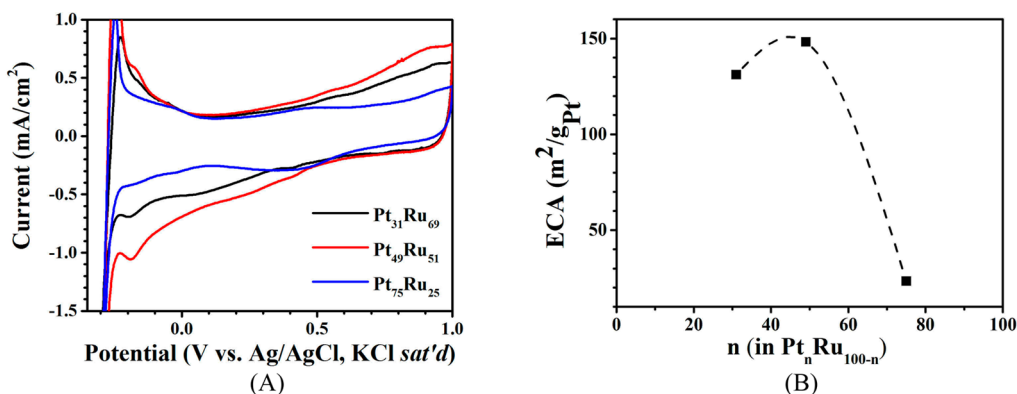 1.0
0.5
0.0
-0.5
-1.0
-1.5
Current (mA/cm²)
Pt₃₁Ru₆₉
Pt₄₉Ru₅₁
Pt₇₅Ru₂₅
0.0 0.5 1.0
Potential (V vs. Ag/AgCl, KCl sat'd)
(A)
(B)
150
100
50
ECA (m²/gPt)
0 20 40 60 80 100
n (in PtₙRu₁₀₀₋ₙ)